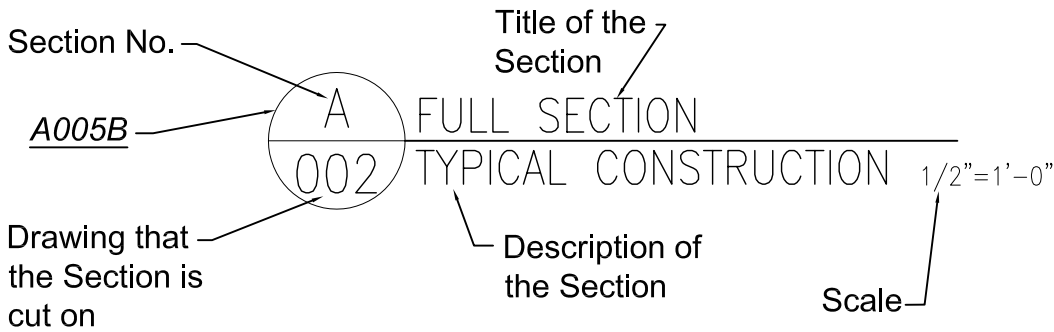 Title of the
Section
Section No.
A
FULL SECTION
A005B
002
TYPICAL CONSTRUCTION 1/2"=1'-0"
Drawing that
the Section is
cut on
Description of
the Section
Scale